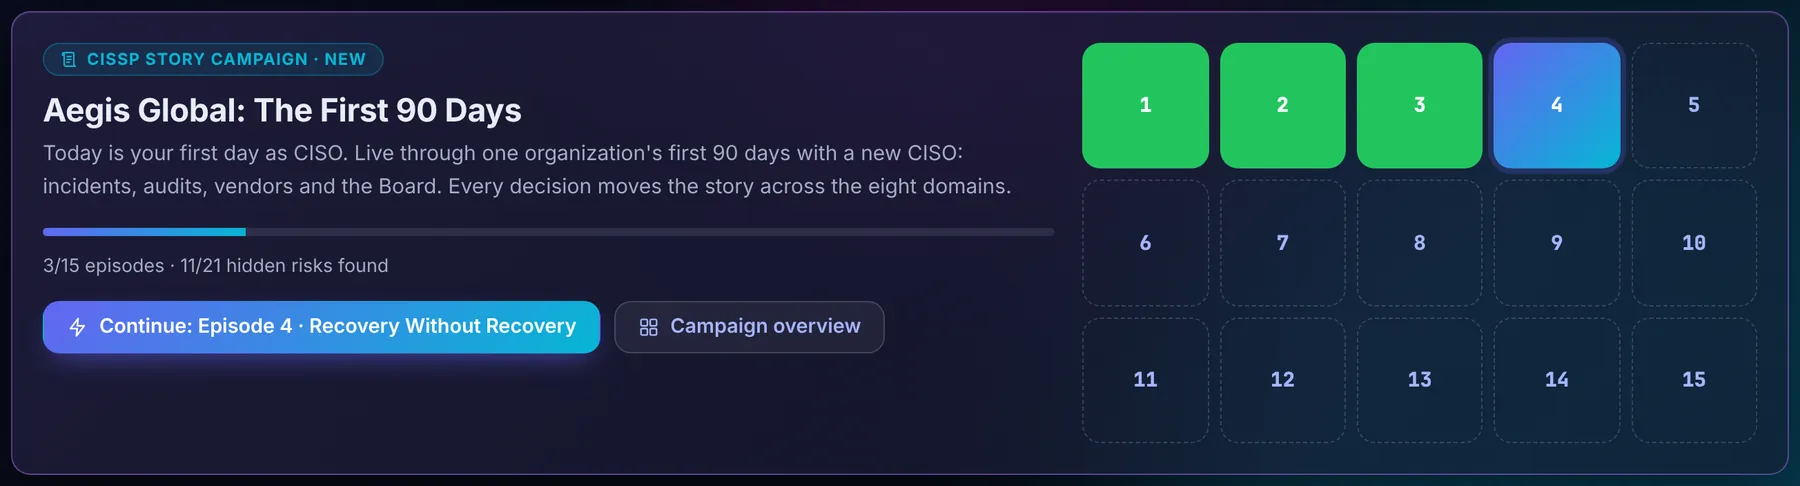 CISSP STORY CAMPAIGN · NEW
Aegis Global: The First 90 Days
Today is your first day as CISO. Live through one organization's first 90 days with a new CISO:
incidents, audits, vendors and the Board. Every decision moves the story across the eight domains.
3/15 episodes · 11/21 hidden risks found
Continue: Episode 4 · Recovery Without Recovery
Campaign overview
1 2 3 4 5
6 7 8 9 10
11 12 13 14 15